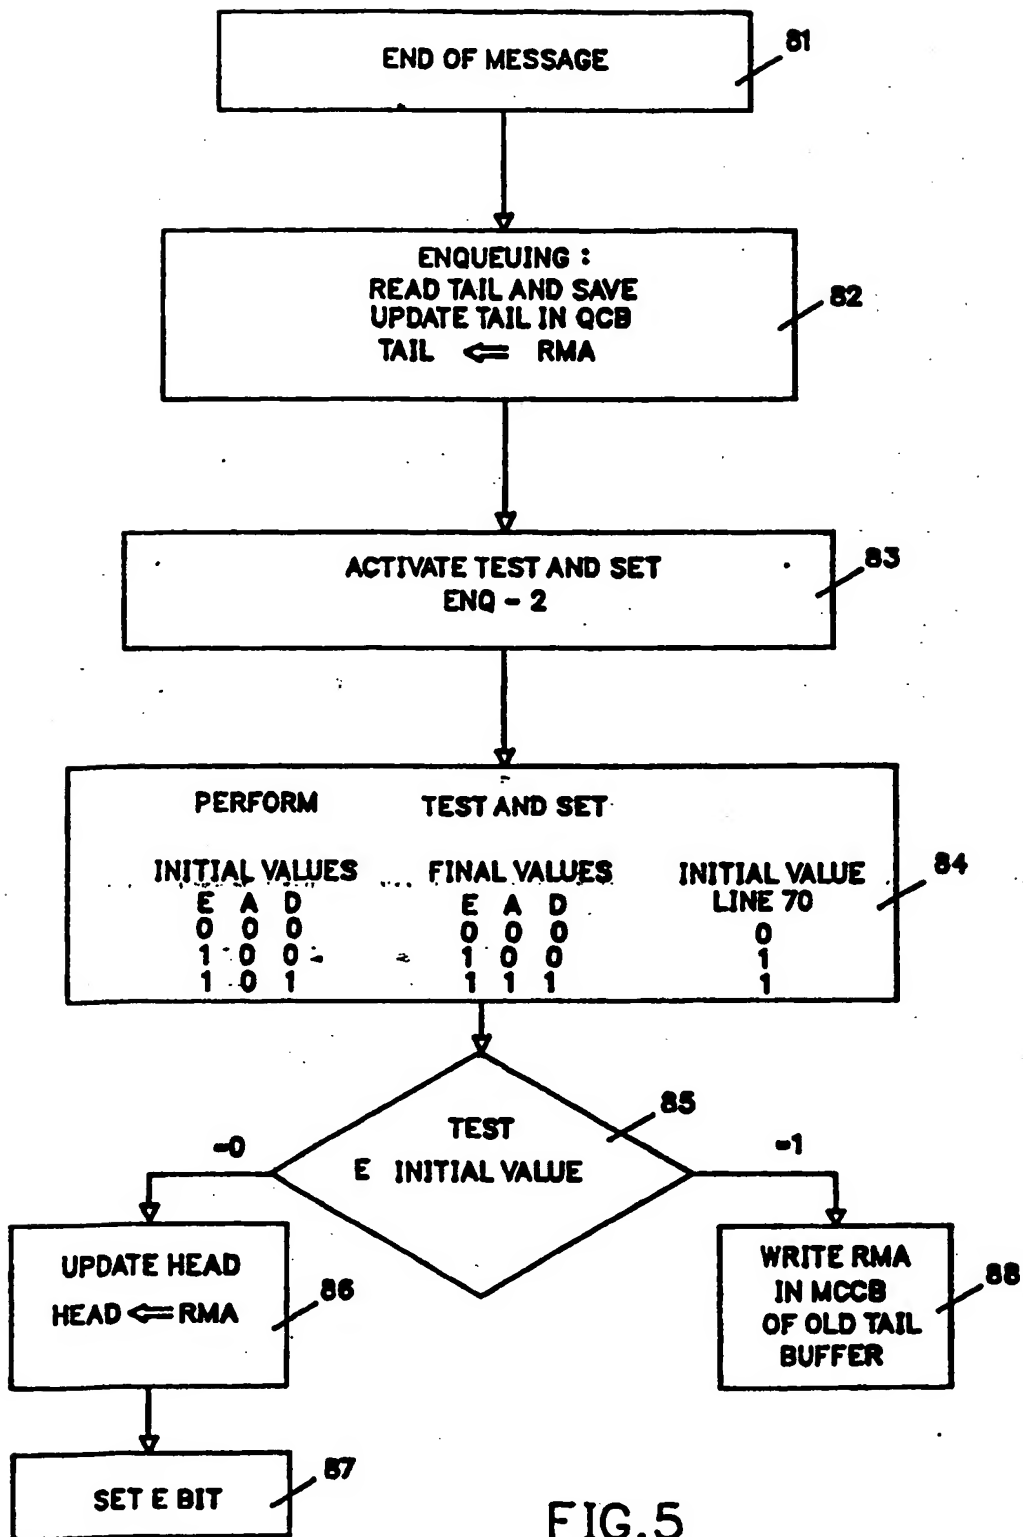 END OF MESSAGE
81
ENQUEUING :
READ TAIL AND SAVE
UPDATE TAIL IN QCB
TAIL ⇐ RMA
82
ACTIVATE TEST AND SET
ENQ - 2
83
PERFORM TEST AND SET
INITIAL VALUES FINAL VALUES INITIAL VALUE
LINE 70
E A D E A D
0 0 0 0 0 0 0
1 0 0 1 0 0 1
1 0 1 1 1 1 1
84
TEST
E INITIAL VALUE
85
=0
=1
UPDATE HEAD
HEAD ⇐ RMA
86
WRITE RMA
IN MCCB
OF OLD TAIL
BUFFER
88
SET E BIT
87
FIG.5